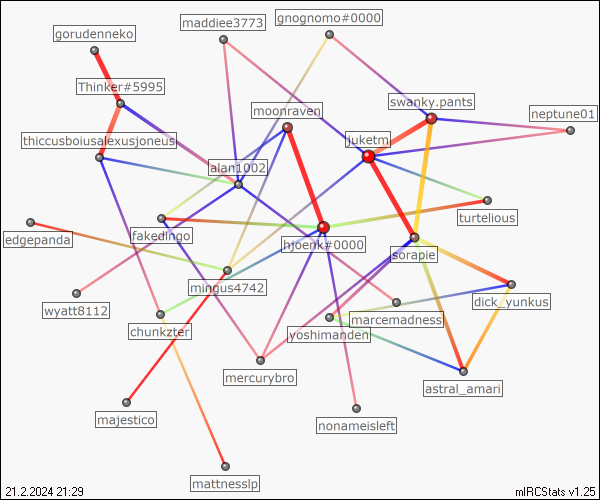 gnognomo#0000
maddiee3773
gorudenneko
Thinker#5995
swanky.pants
moonraven
neptune01
juketm
thiccusboiusalexusjoneus
alan1002
turtelious
fakedingo
edgepanda
hjoerik#0000
sorapie
mingus4742
dick_yunkus
wyatt8112
marcemadness
chunkzter
yoshimanden
mercurybro
astral_amari
majestico
nonameisleft
mattnesslp
21.2.2024 21:29
mIRCStats v1.25